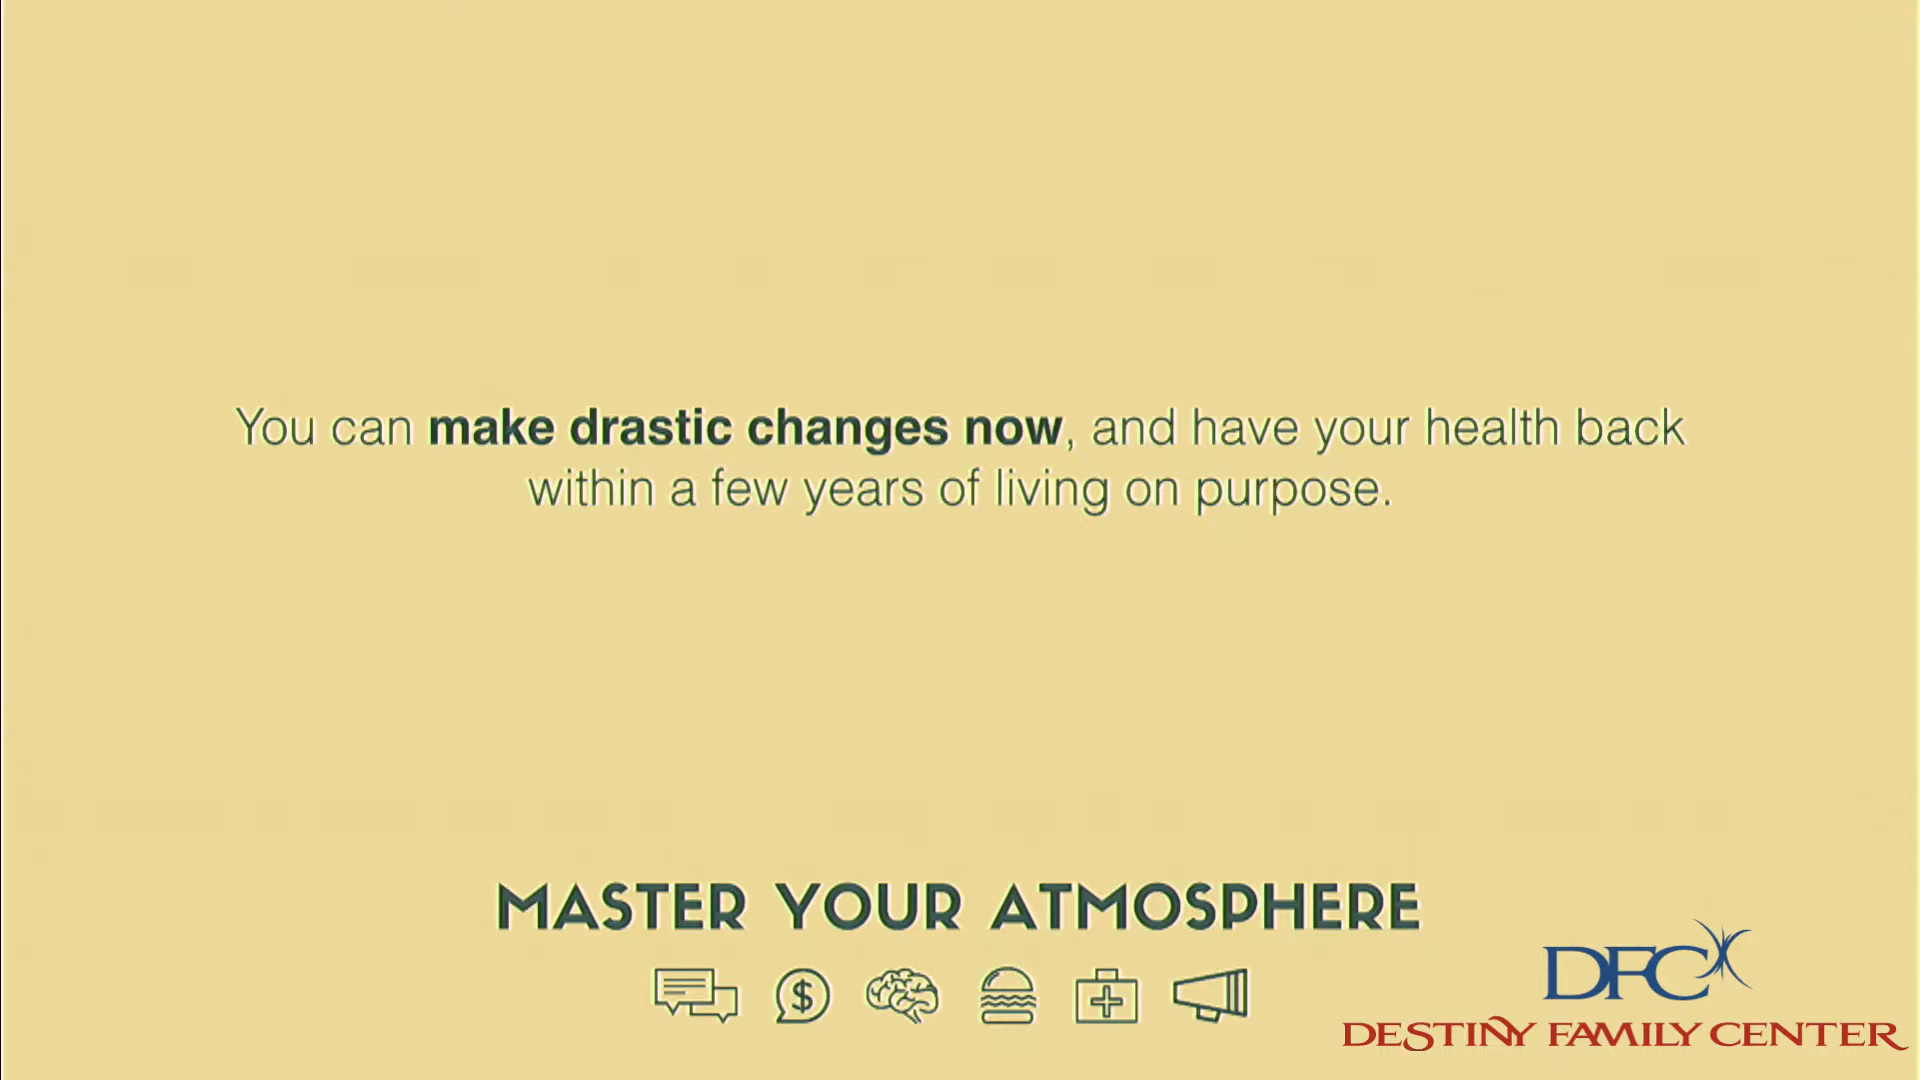 You can make drastic changes now, and have your health back
within a few years of living on purpose.
MASTER YOUR ATMOSPHERE
$
DFC
DESTINY FAMILY CENTER